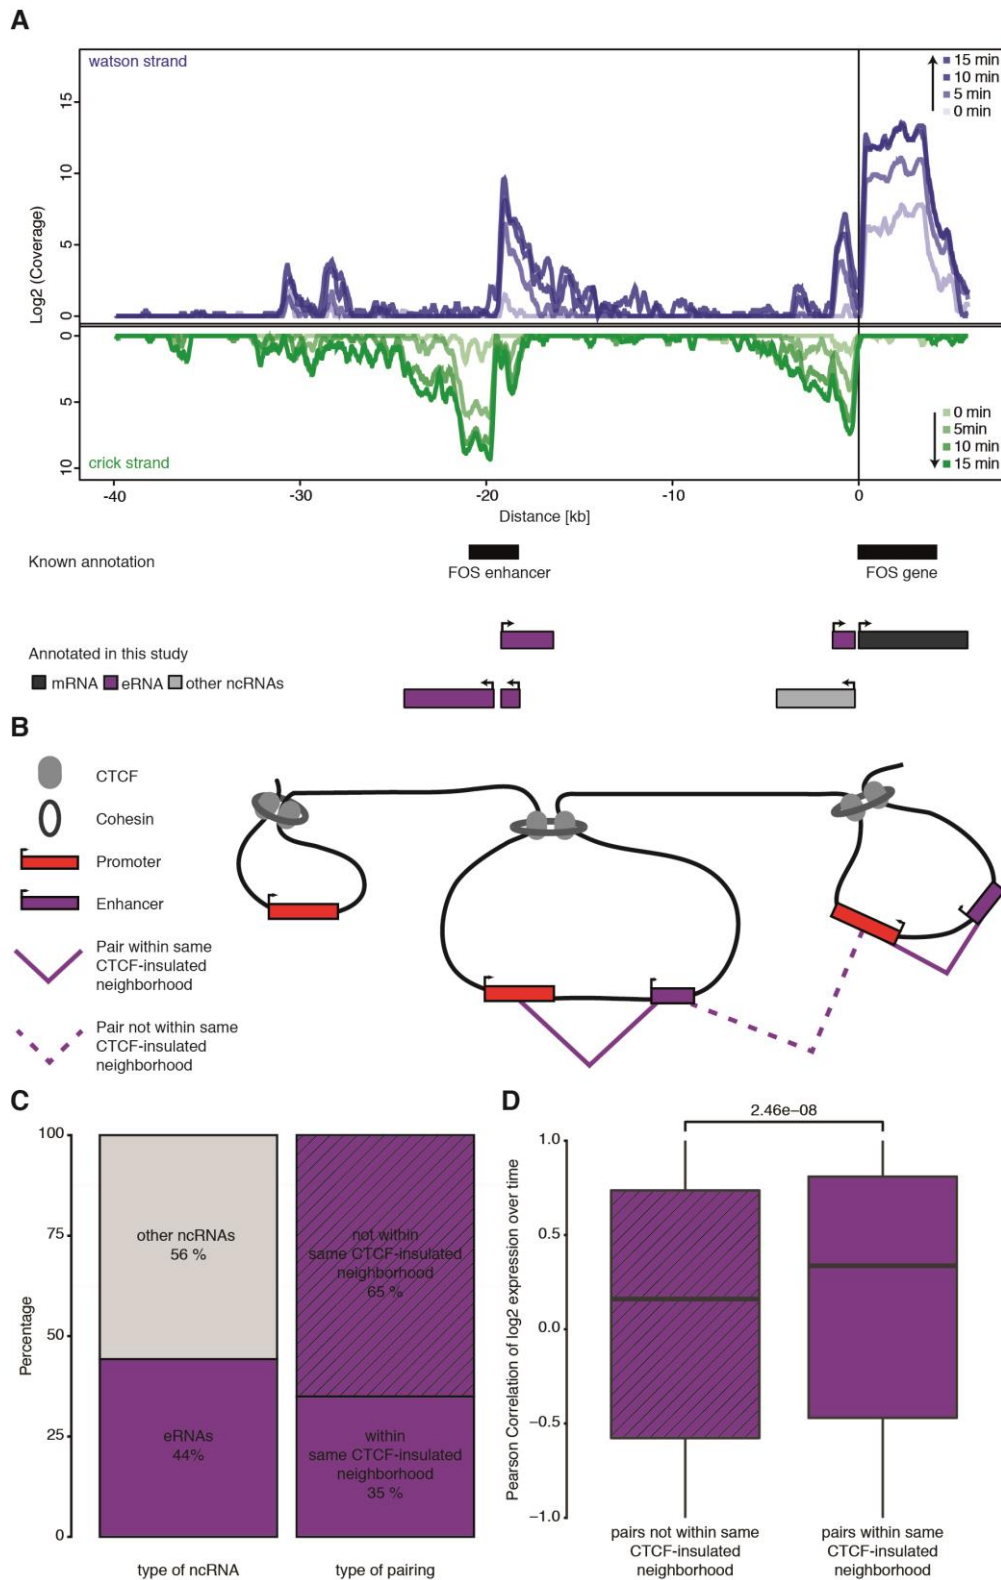 A
watson strand
15 min
10 min
5 min
0 min
15
10
5
0
Log2 (Coverage)
0
5
10
crick strand
0 min
5min
10 min
15 min
-40
-30
-20
-10
0
Distance [kb]
Known annotation
FOS enhancer
FOS gene
Annotated in this study
mRNA
eRNA
other ncRNAs
B
CTCF
Cohesin
Promoter
Enhancer
Pair within same
CTCF-insulated
neighborhood
Pair not within same
CTCF-insulated
neighborhood
C
100
75
50
25
0
Percentage
other ncRNAs
56 %
eRNAs
44%
not within
same CTCF-insulated
neighborhood
65 %
within
same CTCF-insulated
neighborhood
35 %
type of ncRNA
type of pairing
D
2.46e−08
1.0
0.5
0.0
−0.5
−1.0
Pearson Correlation of log2 expression over time
pairs not within same
CTCF-insulated
neighborhood
pairs within same
CTCF-insulated
neighborhood